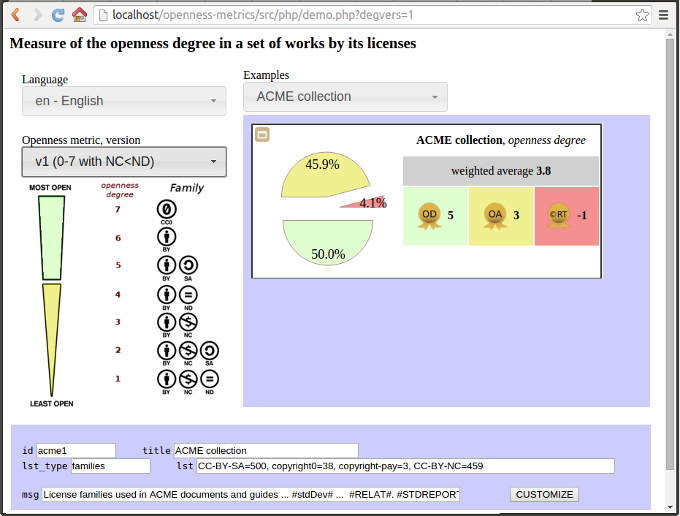 localhost/openness-metrics/src/php/demo.php?degvers=1
Measure of the openness degree in a set of works by its licenses
Language
en - English
Examples
ACME collection
Openness metric, version
v1 (0-7 with NC<ND)
MOST OPEN
openness degree
Family
7
CC0
6
BY
5
BY SA
4
BY ND
3
BY NC
2
BY NC SA
1
BY NC ND
LEAST OPEN
45.9%
4.1%
50.0%
ACME collection, openness degree
weighted average 3.8
OD 5
OA 3
©RT -1
id acme1 title ACME collection
lst_type families lst CC-BY-SA=500, copyright0=38, copyright-pay=3, CC-BY-NC=459
msg License families used in ACME documents and guides ... #stdDev# ... #RELAT#. #STDREPORT
CUSTOMIZE